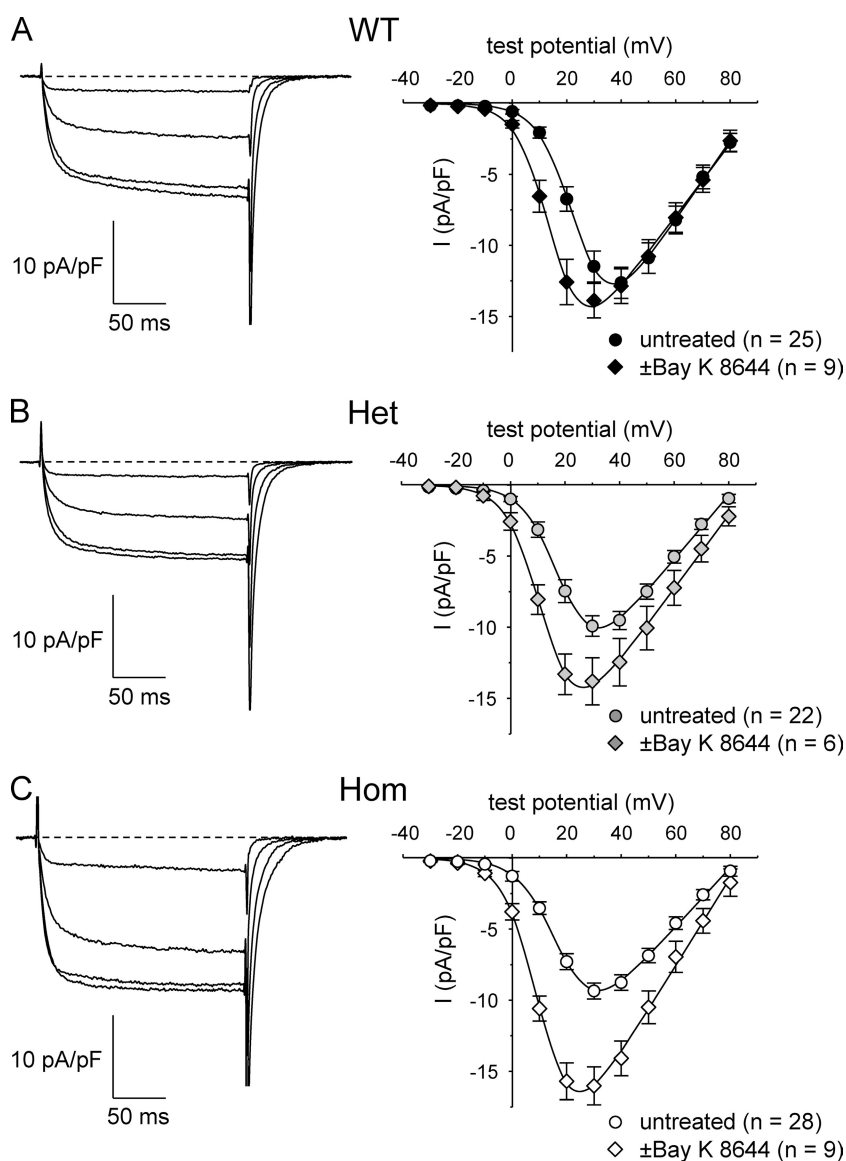 A
WT
test potential (mV)
-40 -20 0 20 40 60 80
-5
-10
-15
I (pA/pF)
10 pA/pF
50 ms
untreated (n = 25)
±Bay K 8644 (n = 9)
B
Het
test potential (mV)
-40 -20 0 20 40 60 80
-5
-10
-15
I (pA/pF)
10 pA/pF
50 ms
untreated (n = 22)
±Bay K 8644 (n = 6)
C
Hom
test potential (mV)
-40 -20 0 20 40 60 80
-5
-10
-15
I (pA/pF)
10 pA/pF
50 ms
untreated (n = 28)
±Bay K 8644 (n = 9)